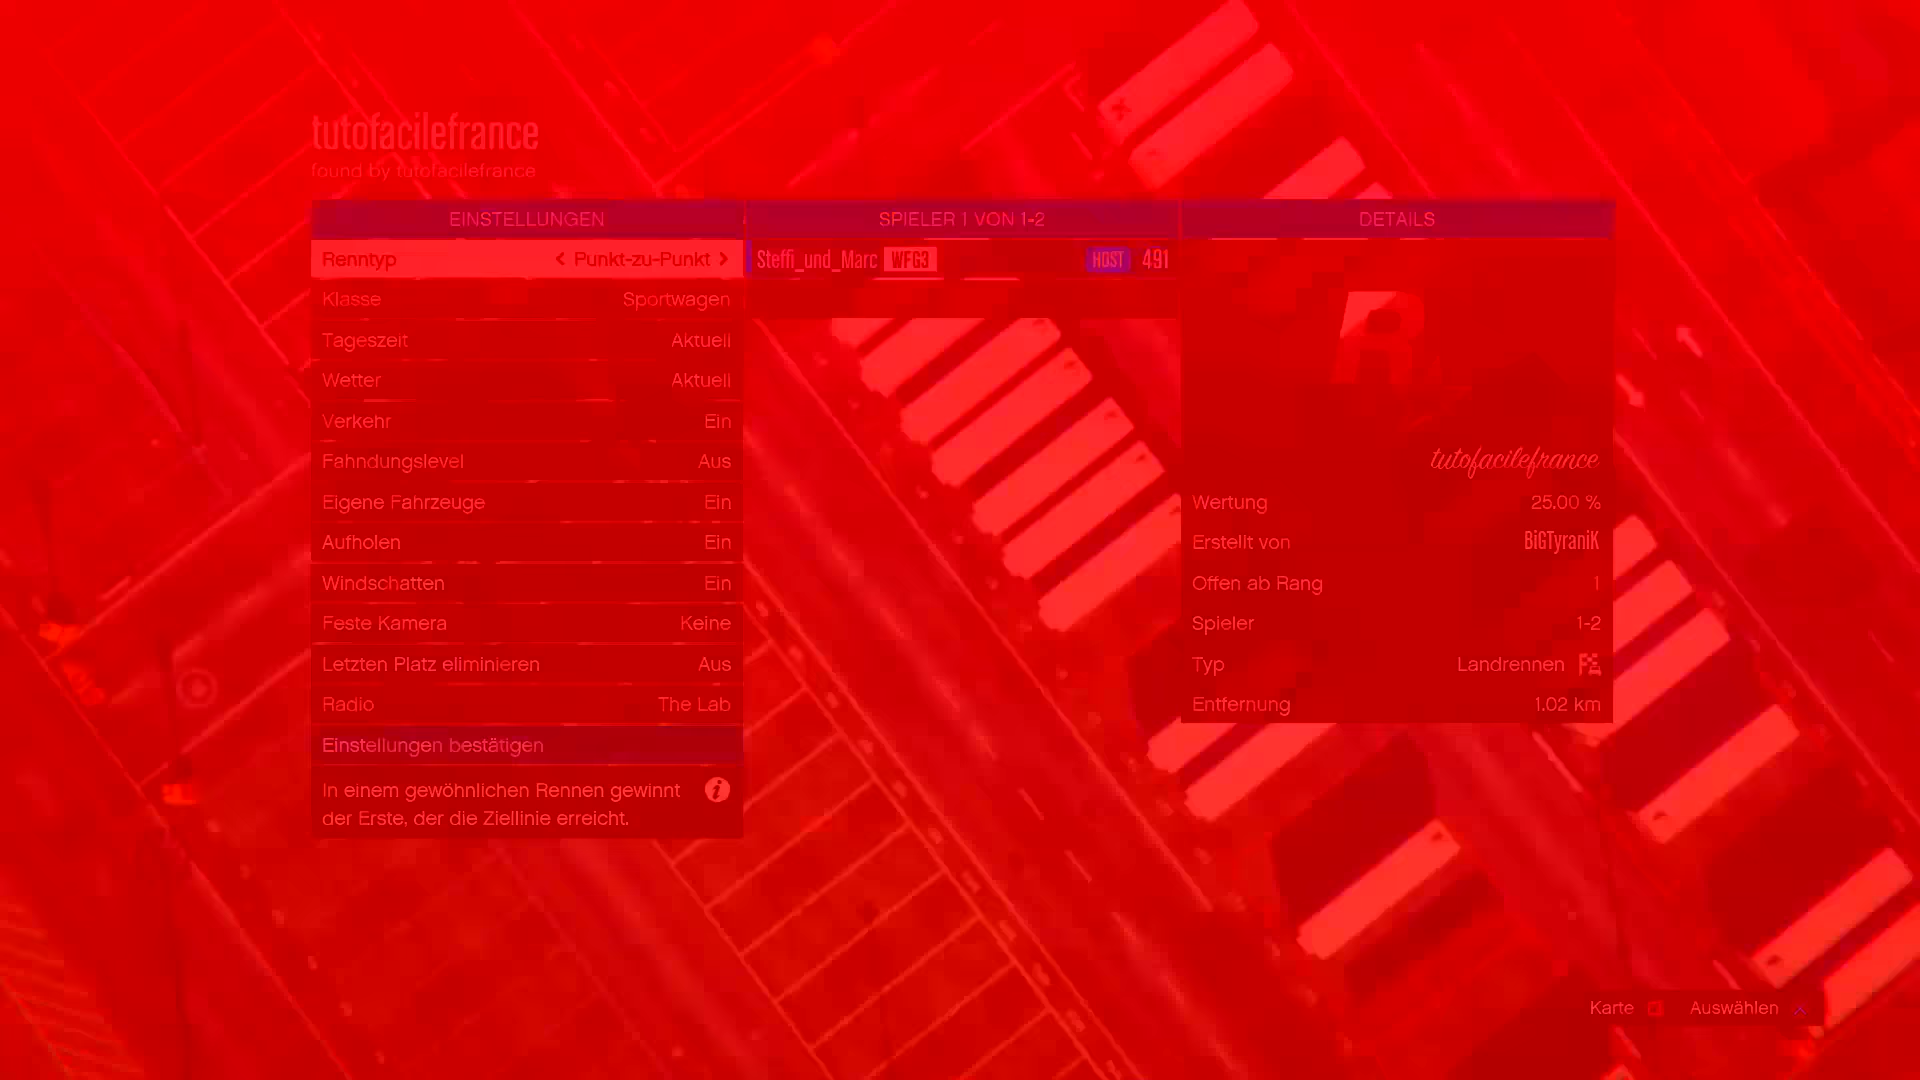 tutofacilefrance
found by tutofacilefrance
EINSTELLUNGEN
Renntyp < Punkt-zu-Punkt >
Klasse Sportwagen
Tageszeit Aktuell
Wetter Aktuell
Verkehr Ein
Fahndungslevel Aus
Eigene Fahrzeuge Ein
Aufholen Ein
Windschatten Ein
Feste Kamera Keine
Letzten Platz eliminieren Aus
Radio The Lab
Einstellungen bestätigen
In einem gewöhnlichen Rennen gewinnt
der Erste, der die Ziellinie erreicht.
SPIELER 1 VON 1-2
Steffi_und_Marc WFG3 HOST 491
DETAILS
R
tutofacilefrance
Wertung 25.00 %
Erstellt von BiGTyraniK
Offen ab Rang 1
Spieler 1-2
Typ Landrennen
Entfernung 1.02 km
Karte Auswählen